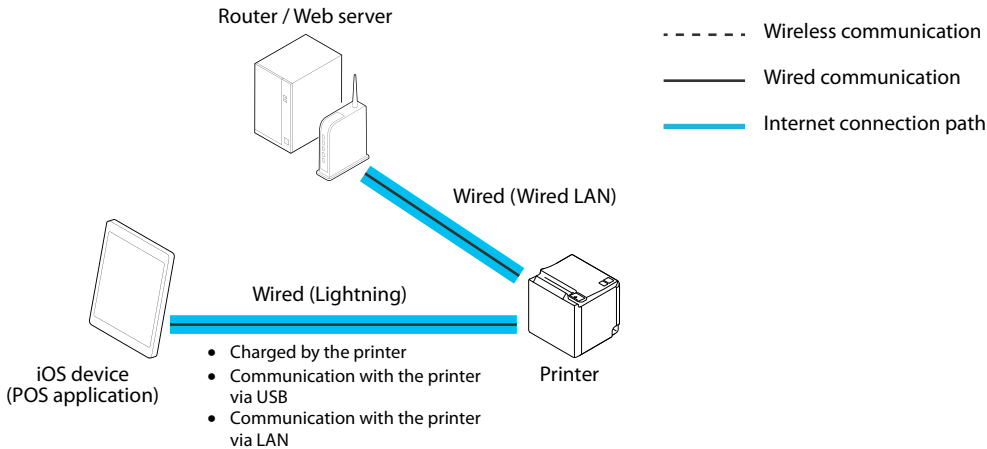 Router / Web server
Wireless communication
Wired communication
Internet connection path
Wired (Wired LAN)
Wired (Lightning)
• Charged by the printer
• Communication with the printer
via USB
• Communication with the printer
via LAN
iOS device
(POS application)
Printer